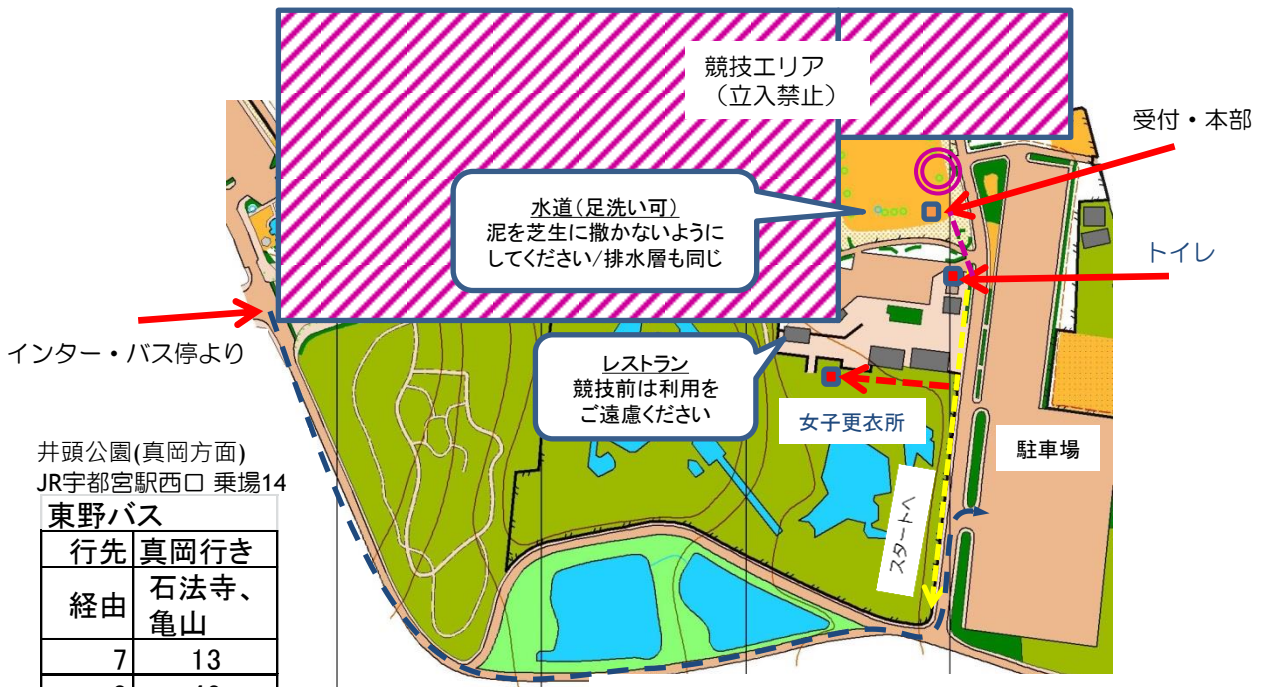 競技エリア
（立入禁止）
受付・本部
水道（足洗い可）
泥を芝生に撒かないように
してください/排水層も同じ
トイレ
インター・バス停より
レストラン
競技前は利用を
ご遠慮ください
女子更衣所
駐車場
スタートへ
井頭公園(真岡方面)
JR宇都宮駅西口 乗場14
東野バス
行先 真岡行き
経由 石法寺、
亀山
7 13